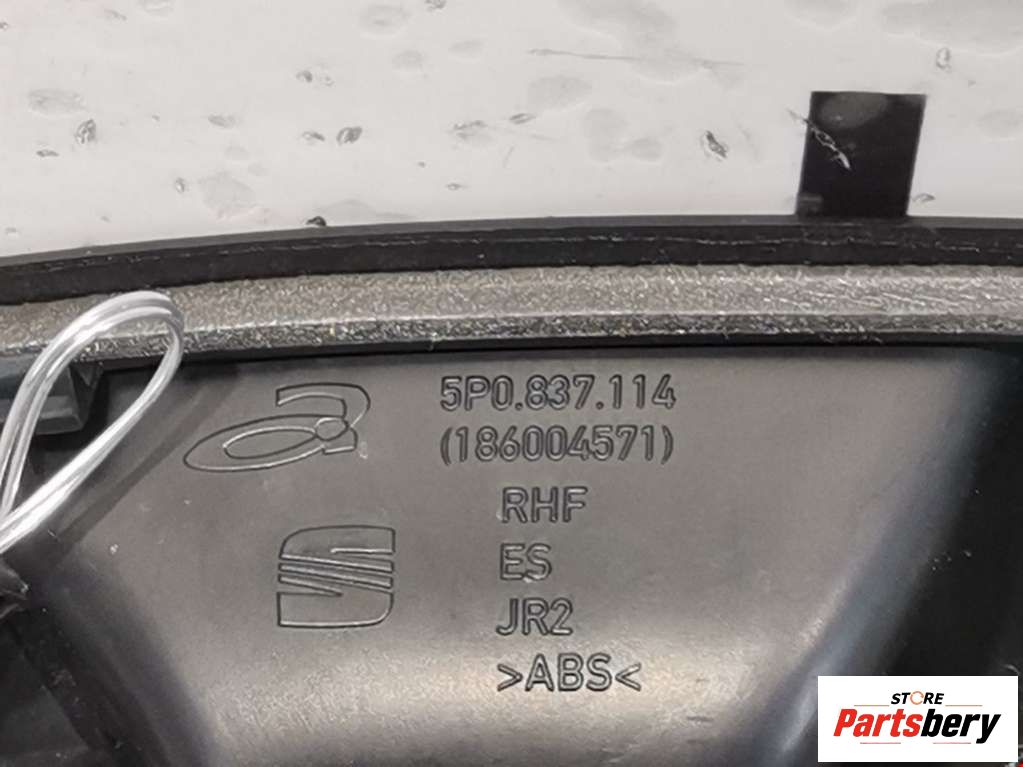 5P0.837.114
(186004571)
RHF
ES
JR2
>ABS<
STORE
Partsbery